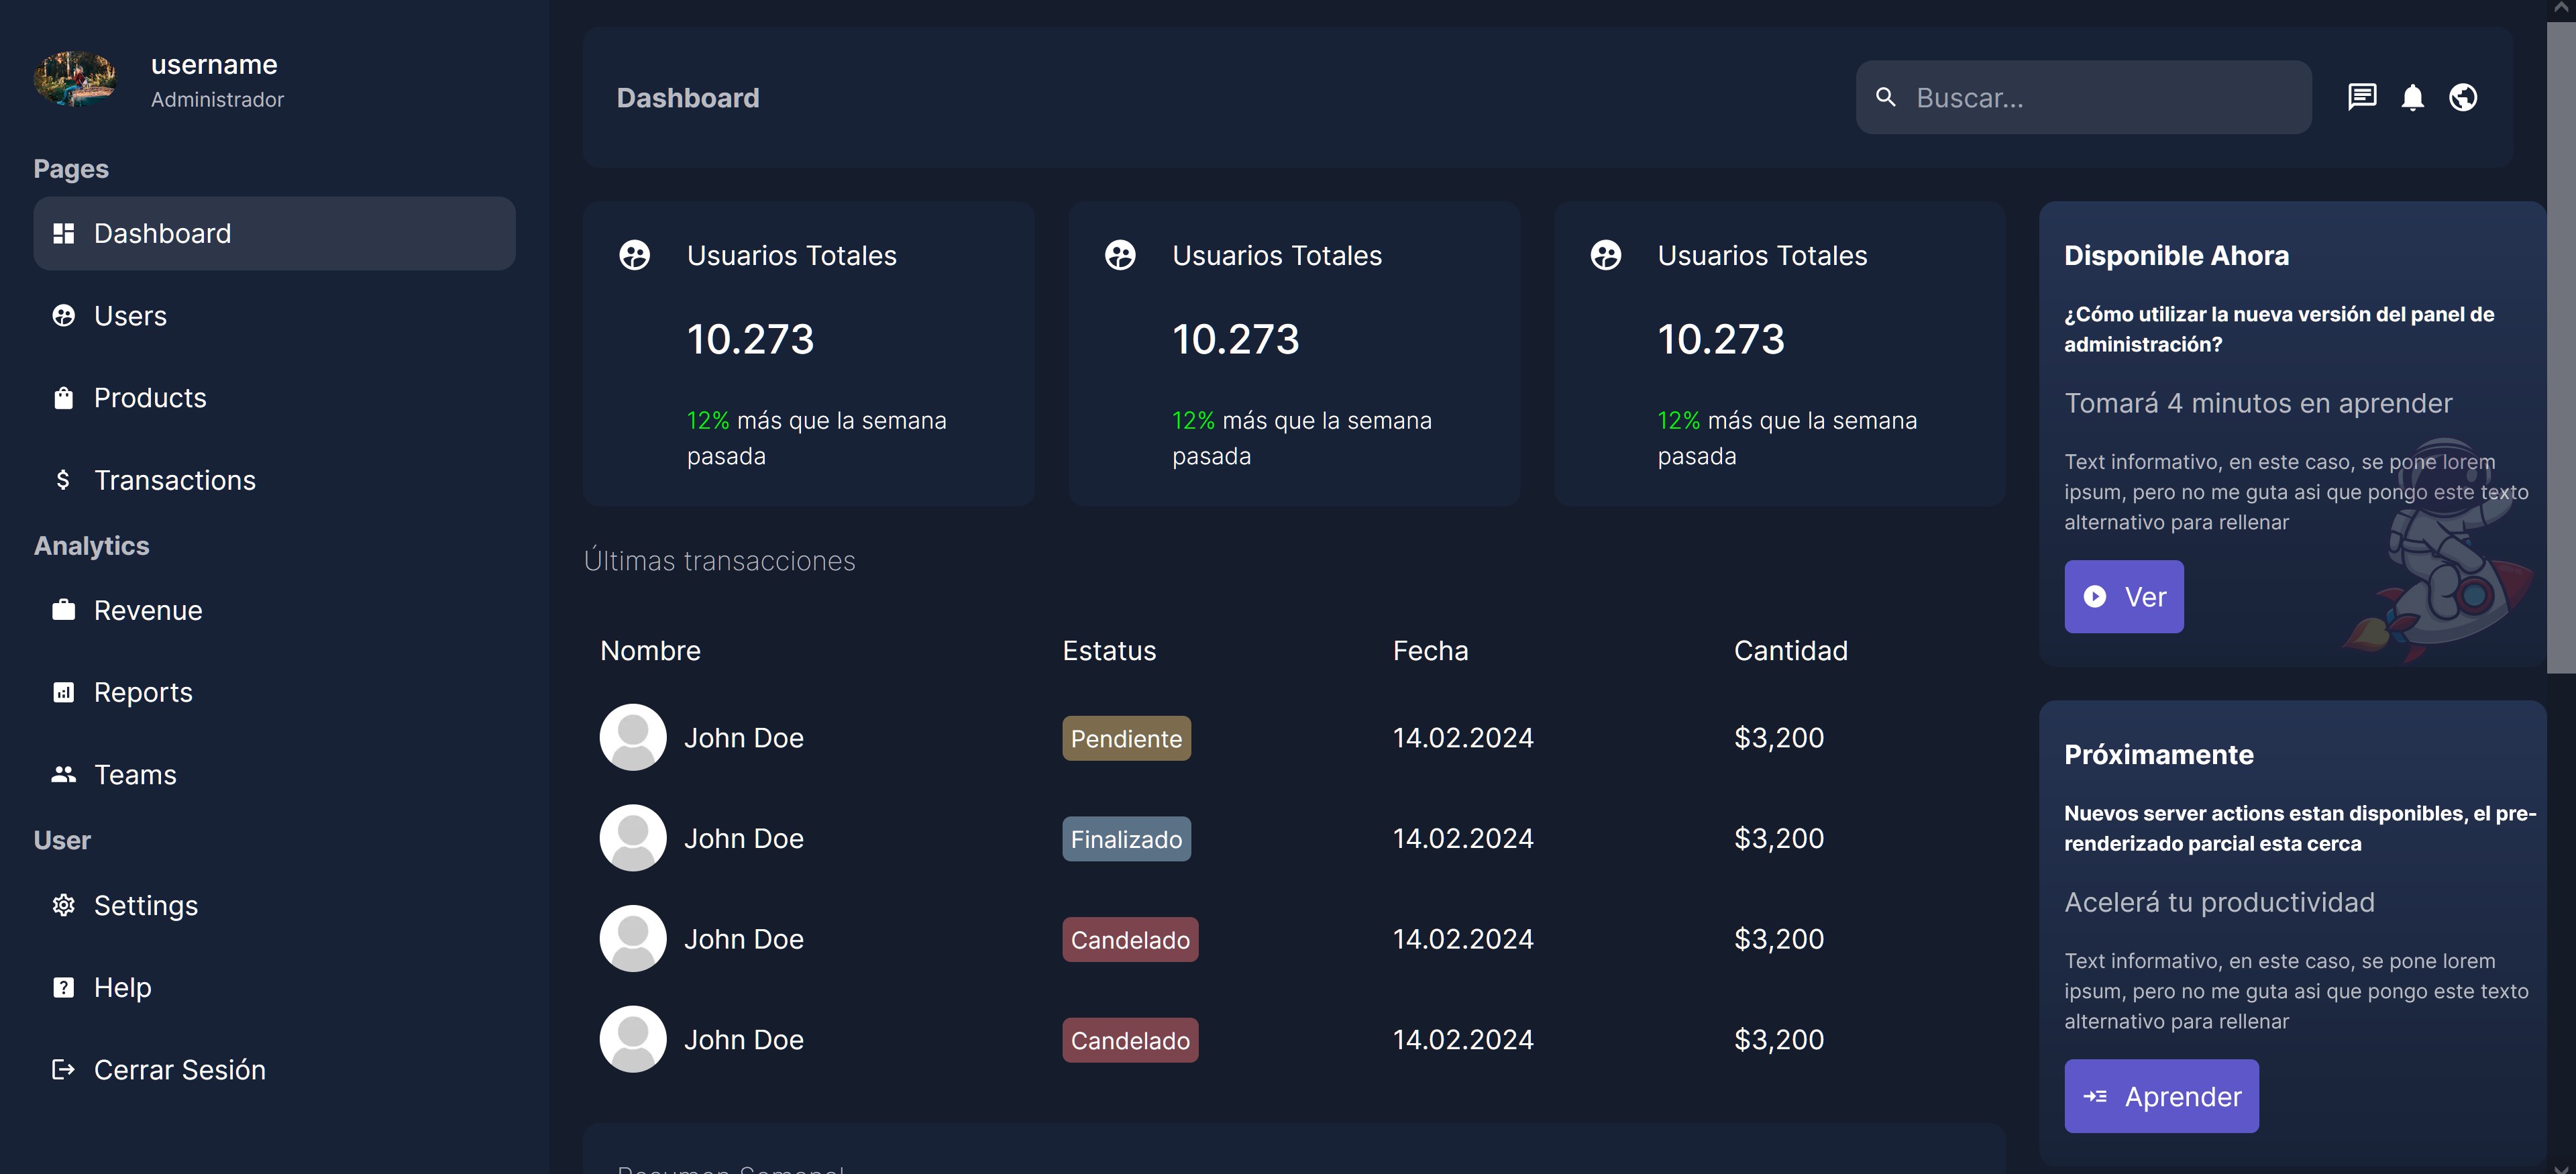 username
Administrador
Pages
Dashboard
Users
Products
Transactions
Analytics
Revenue
Reports
Teams
User
Settings
Help
Cerrar Sesión
Dashboard
Buscar...
Usuarios Totales
10.273
12% más que la semana
pasada
Usuarios Totales
10.273
12% más que la semana
pasada
Usuarios Totales
10.273
12% más que la semana
pasada
Últimas transacciones
Nombre Estatus Fecha Cantidad
John Doe Pendiente 14.02.2024 $3,200
John Doe Finalizado 14.02.2024 $3,200
John Doe Candelado 14.02.2024 $3,200
John Doe Candelado 14.02.2024 $3,200
Resumen Semanal
Disponible Ahora
¿Cómo utilizar la nueva versión del panel de
administración?
Tomará 4 minutos en aprender
Text informativo, en este caso, se pone lorem
ipsum, pero no me guta asi que pongo este texto
alternativo para rellenar
Ver
Próximamente
Nuevos server actions estan disponibles, el pre-
renderizado parcial esta cerca
Acelerá tu productividad
Text informativo, en este caso, se pone lorem
ipsum, pero no me guta asi que pongo este texto
alternativo para rellenar
Aprender